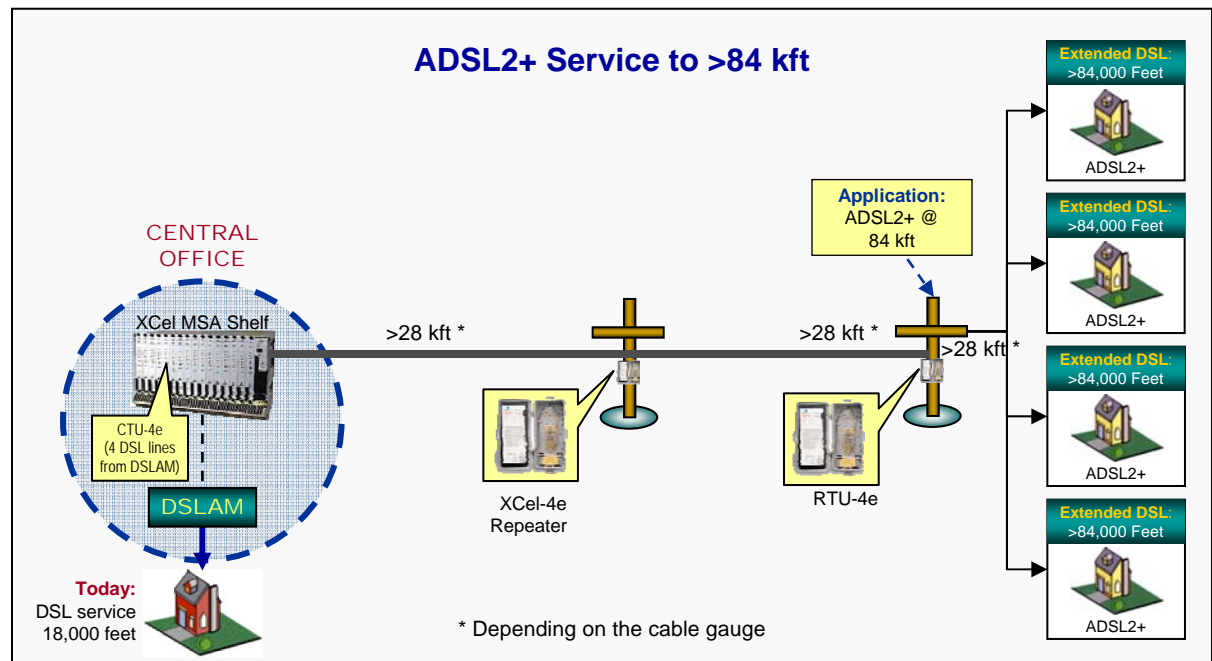 ADSL2+ Service to >84 kft
CENTRAL
OFFICE
XCel MSA Shelf
CTU-4e
(4 DSL lines
from DSLAM)
DSLAM
Today:
DSL service
18,000 feet
>28 kft *
XCel-4e
Repeater
>28 kft *
Application:
ADSL2+ @
84 kft
>28 kft *
RTU-4e
Extended DSL:
>84,000 Feet
ADSL2+
Extended DSL:
>84,000 Feet
ADSL2+
Extended DSL:
>84,000 Feet
ADSL2+
Extended DSL:
>84,000 Feet
ADSL2+
* Depending on the cable gauge